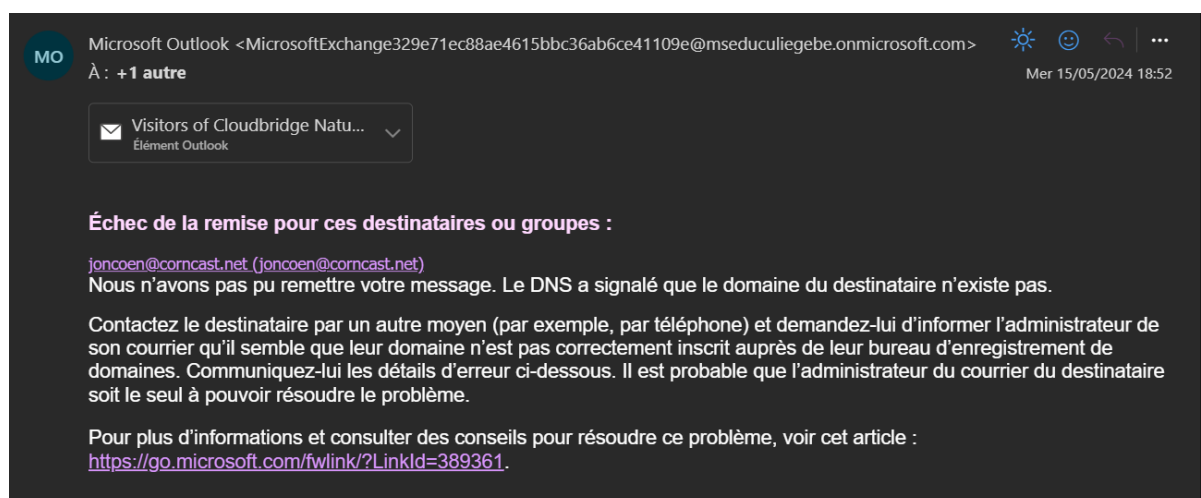 MO
Microsoft Outlook <MicrosoftExchange329e71ec88ae4615bbc36ab6ce41109e@mseduculiegebe.onmicrosoft.com>
À : +1 autre
Mer 15/05/2024 18:52
Visitors of Cloudbridge Natu...
Élément Outlook
Échec de la remise pour ces destinataires ou groupes :
joncoen@corncast.net (joncoen@corncast.net)
Nous n'avons pas pu remettre votre message. Le DNS a signalé que le domaine du destinataire n'existe pas.
Contactez le destinataire par un autre moyen (par exemple, par téléphone) et demandez-lui d'informer l'administrateur de
son courrier qu'il semble que leur domaine n'est pas correctement inscrit auprès de leur bureau d'enregistrement de
domaines. Communiquez-lui les détails d'erreur ci-dessous. Il est probable que l'administrateur du courrier du destinataire
soit le seul à pouvoir résoudre le problème.
Pour plus d'informations et consulter des conseils pour résoudre ce problème, voir cet article :
https://go.microsoft.com/fwlink/?LinkId=389361.